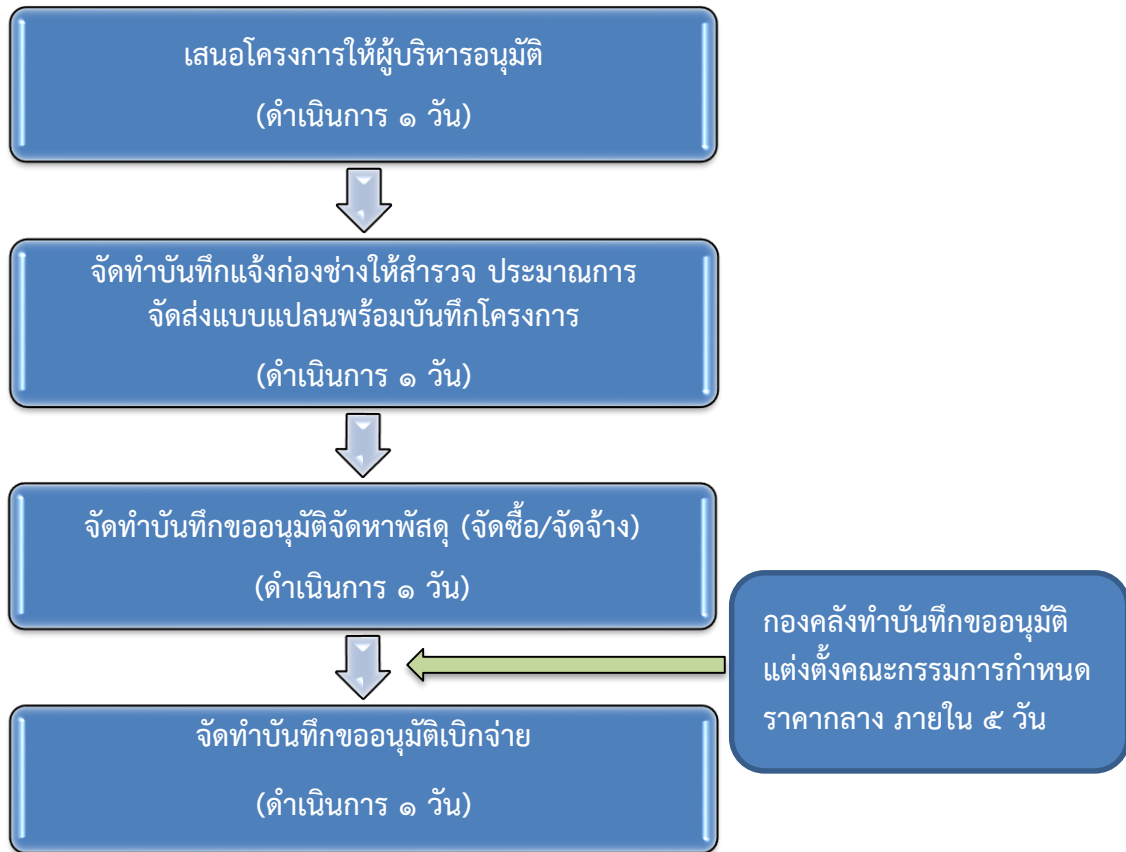 เสนอโครงการให้ผู้บริหารอนุมัติ
(ดำเนินการ ๑ วัน)
จัดทำบันทึกแจ้งก่องช่างให้สำรวจ ประมาณการ
จัดส่งแบบแปลนพร้อมบันทึกโครงการ
(ดำเนินการ ๑ วัน)
จัดทำบันทึกขออนุมัติจัดหาพัสดุ (จัดซื้อ/จัดจ้าง)
(ดำเนินการ ๑ วัน)
กองคลังทำบันทึกขออนุมัติ
แต่งตั้งคณะกรรมการกำหนด
ราคากลาง ภายใน ๕ วัน
จัดทำบันทึกขออนุมัติเบิกจ่าย
(ดำเนินการ ๑ วัน)